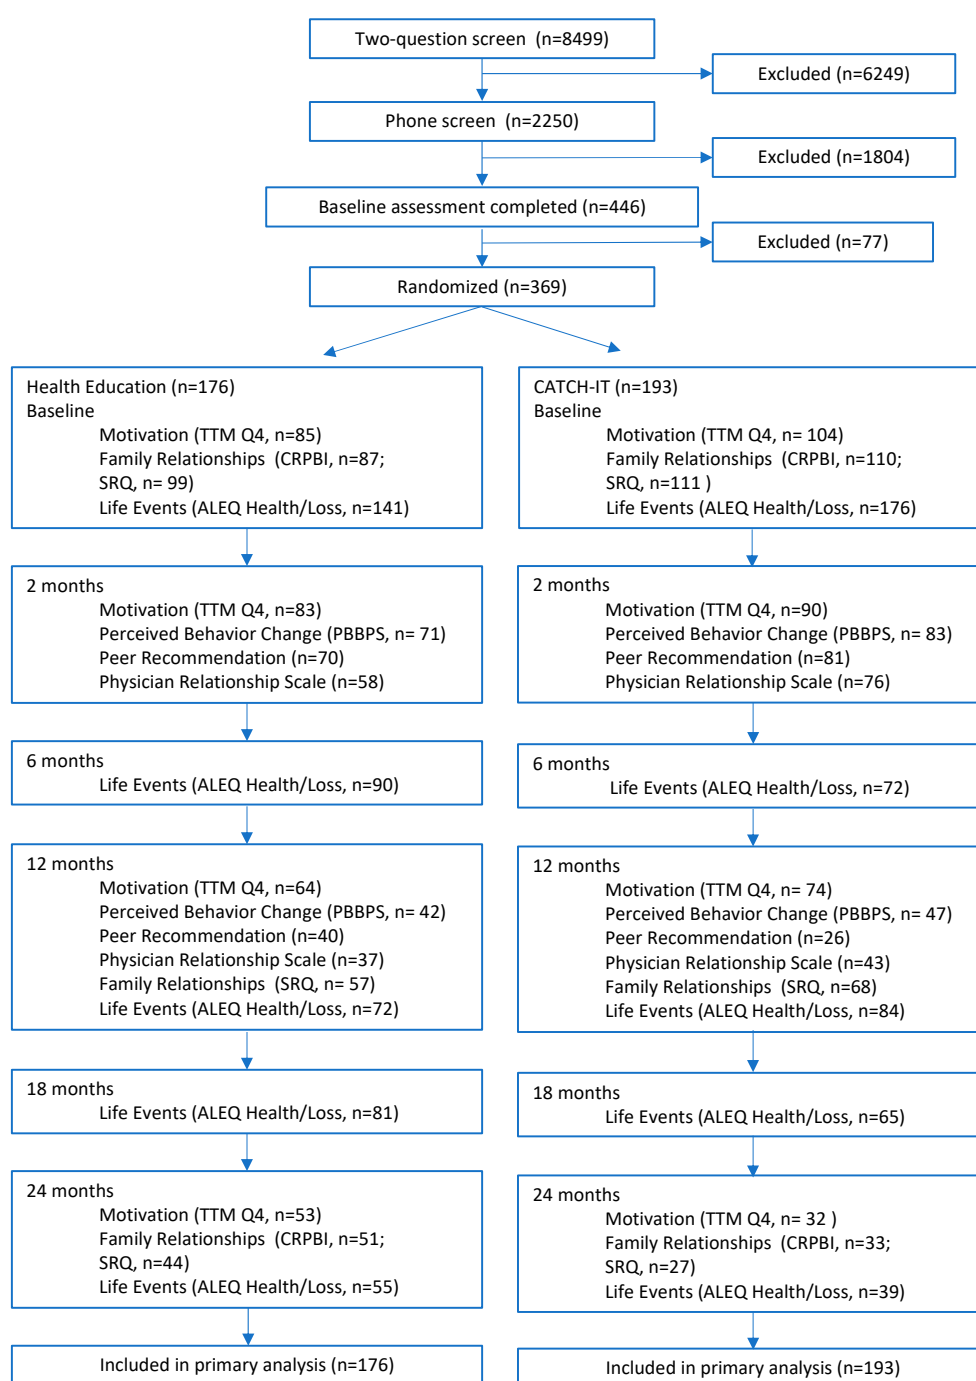 Two-question screen (n=8499)
Excluded (n=6249)
Phone screen (n=2250)
Excluded (n=1804)
Baseline assessment completed (n=446)
Excluded (n=77)
Randomized (n=369)
Health Education (n=176)
Baseline
Motivation (TTM Q4, n=85)
Family Relationships (CRPBI, n=87;
SRQ, n= 99)
Life Events (ALEQ Health/Loss, n=141)
2 months
Motivation (TTM Q4, n=83)
Perceived Behavior Change (PBBPS, n= 71)
Peer Recommendation (n=70)
Physician Relationship Scale (n=58)
6 months
Life Events (ALEQ Health/Loss, n=90)
12 months
Motivation (TTM Q4, n=64)
Perceived Behavior Change (PBBPS, n= 42)
Peer Recommendation (n=40)
Physician Relationship Scale (n=37)
Family Relationships (SRQ, n= 57)
Life Events (ALEQ Health/Loss, n=72)
18 months
Life Events (ALEQ Health/Loss, n=81)
24 months
Motivation (TTM Q4, n=53)
Family Relationships (CRPBI, n=51;
SRQ, n=44)
Life Events (ALEQ Health/Loss, n=55)
Included in primary analysis (n=176)
CATCH-IT (n=193)
Baseline
Motivation (TTM Q4, n= 104)
Family Relationships (CRPBI, n=110;
SRQ, n=111 )
Life Events (ALEQ Health/Loss, n=176)
2 months
Motivation (TTM Q4, n=90)
Perceived Behavior Change (PBBPS, n= 83)
Peer Recommendation (n=81)
Physician Relationship Scale (n=76)
6 months
Life Events (ALEQ Health/Loss, n=72)
12 months
Motivation (TTM Q4, n= 74)
Perceived Behavior Change (PBBPS, n= 47)
Peer Recommendation (n=26)
Physician Relationship Scale (n=43)
Family Relationships (SRQ, n=68)
Life Events (ALEQ Health/Loss, n=84)
18 months
Life Events (ALEQ Health/Loss, n=65)
24 months
Motivation (TTM Q4, n= 32 )
Family Relationships (CRPBI, n=33;
SRQ, n=27)
Life Events (ALEQ Health/Loss, n=39)
Included in primary analysis (n=193)